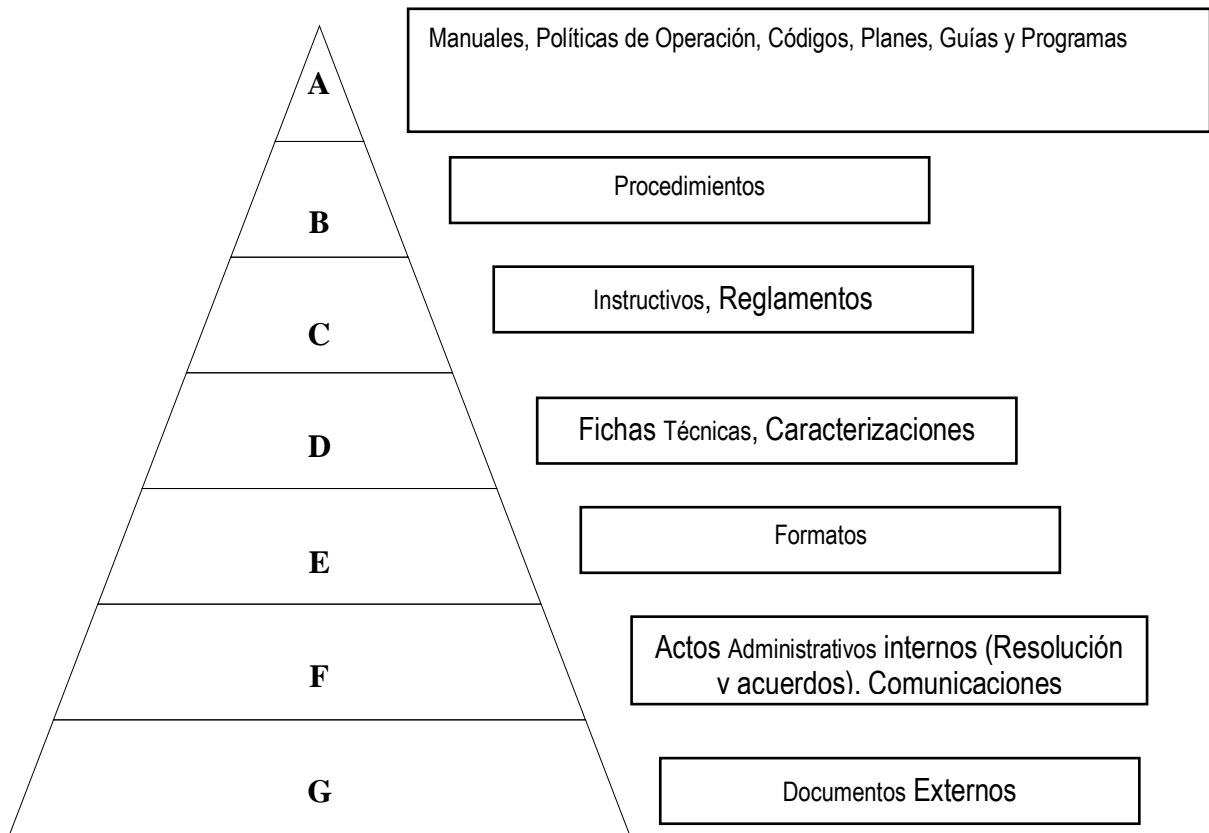 A
Manuales, Políticas de Operación, Códigos, Planes, Guías y Programas
B
Procedimientos
C
Instructivos, Reglamentos
D
Fichas Técnicas, Caracterizaciones
E
Formatos
F
Actos Administrativos internos (Resolución
y acuerdos). Comunicaciones
G
Documentos Externos